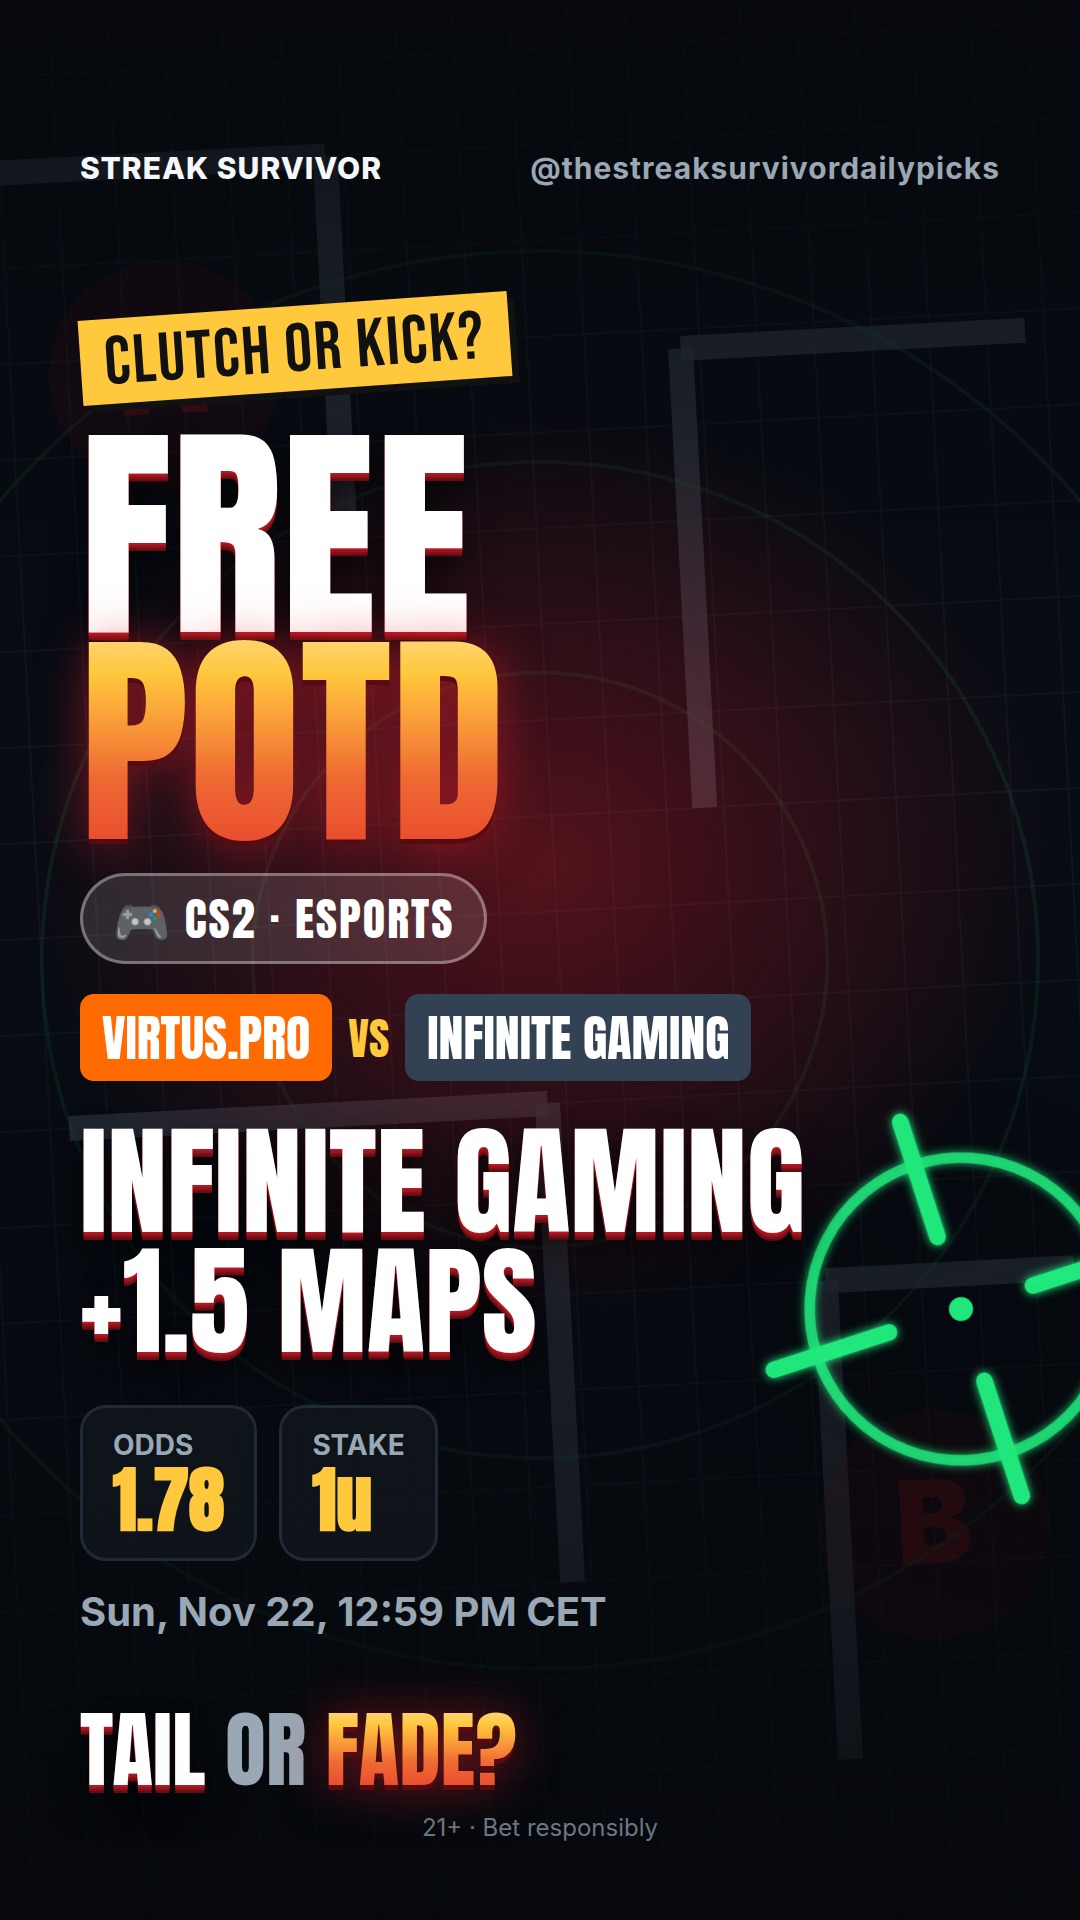 STREAK SURVIVOR @thestreaksurvivordailypicks
CLUTCH OR KICK?
FREE
POTD
CS2 · ESPORTS
VIRTUS.PRO VS INFINITE GAMING
INFINITE GAMING
+1.5 MAPS
ODDS STAKE
1.78 1u
B
Sun, Nov 22, 12:59 PM CET
TAIL OR FADE?
21+ · Bet responsibly